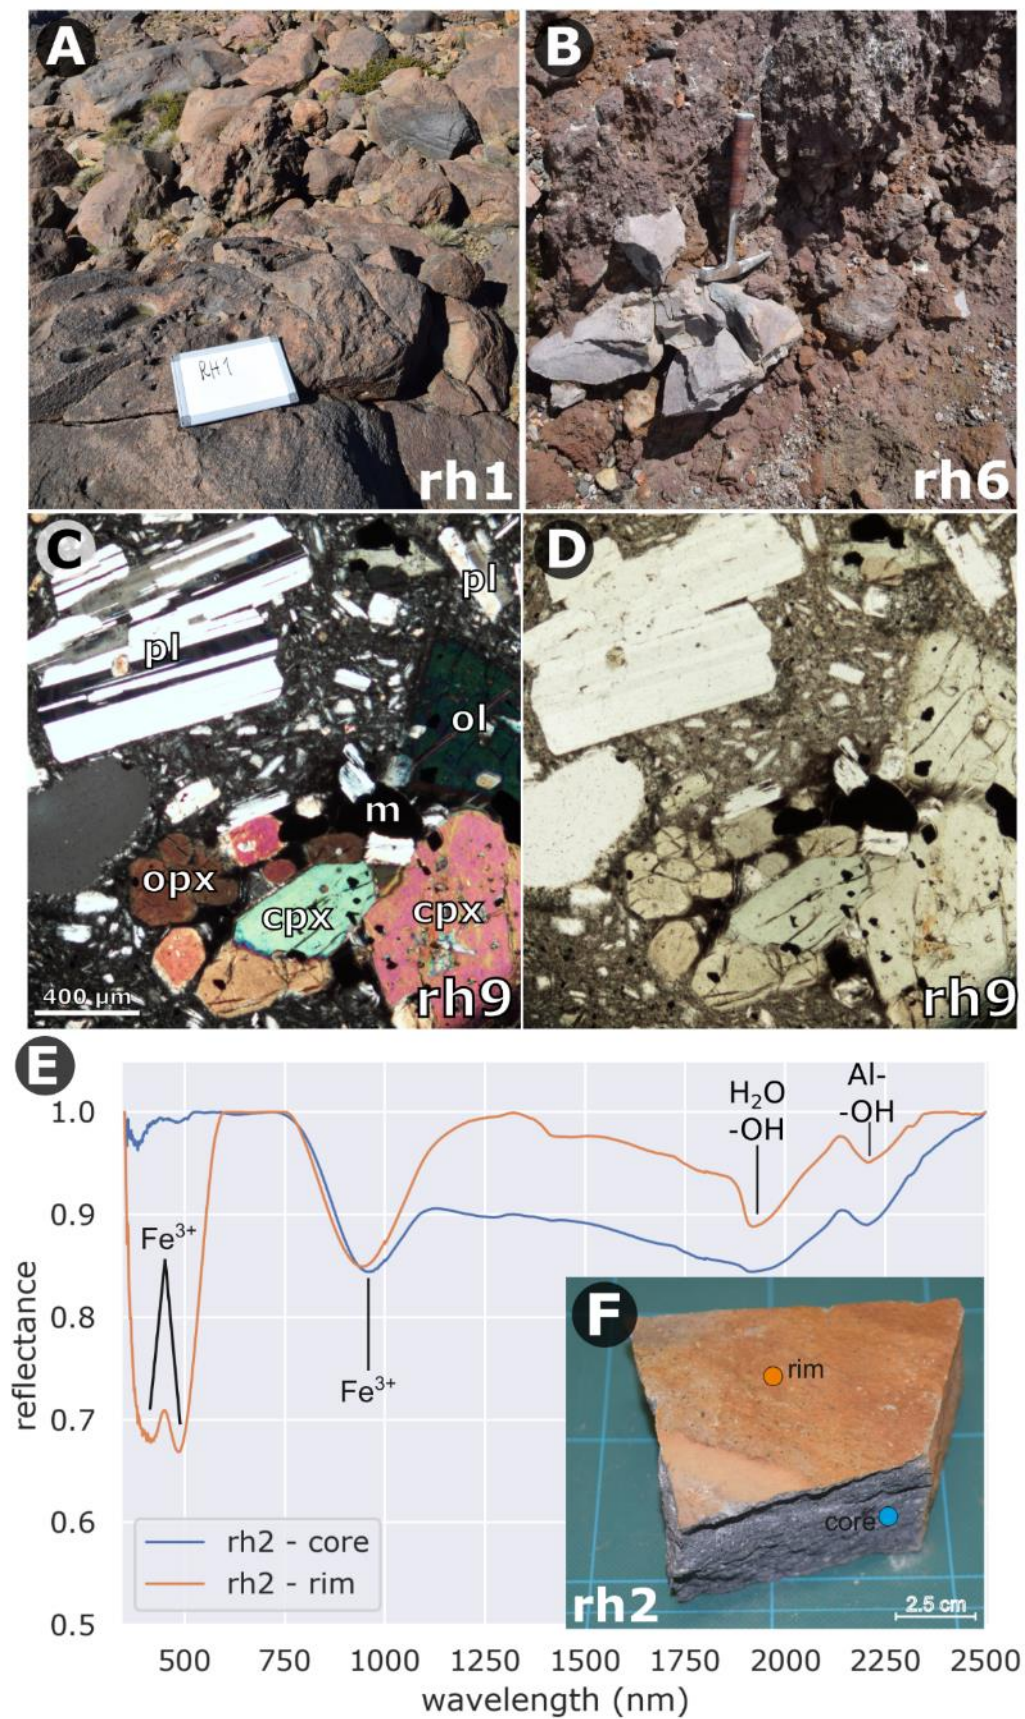 A
B
RH1
rh1
rh6
C
D
pl
pl
ol
m
opx
cpx
cpx
400 µm
rh9
rh9
E
Al-
H₂O
-OH
-OH
1.0
0.9
Fe³⁺
0.8
F
rim
Fe³⁺
reflectance
0.7
core
0.6
rh2 - core
rh2 - rim
rh2
2.5 cm
0.5
500 750 1000 1250 1500 1750 2000 2250 2500
wavelength (nm)